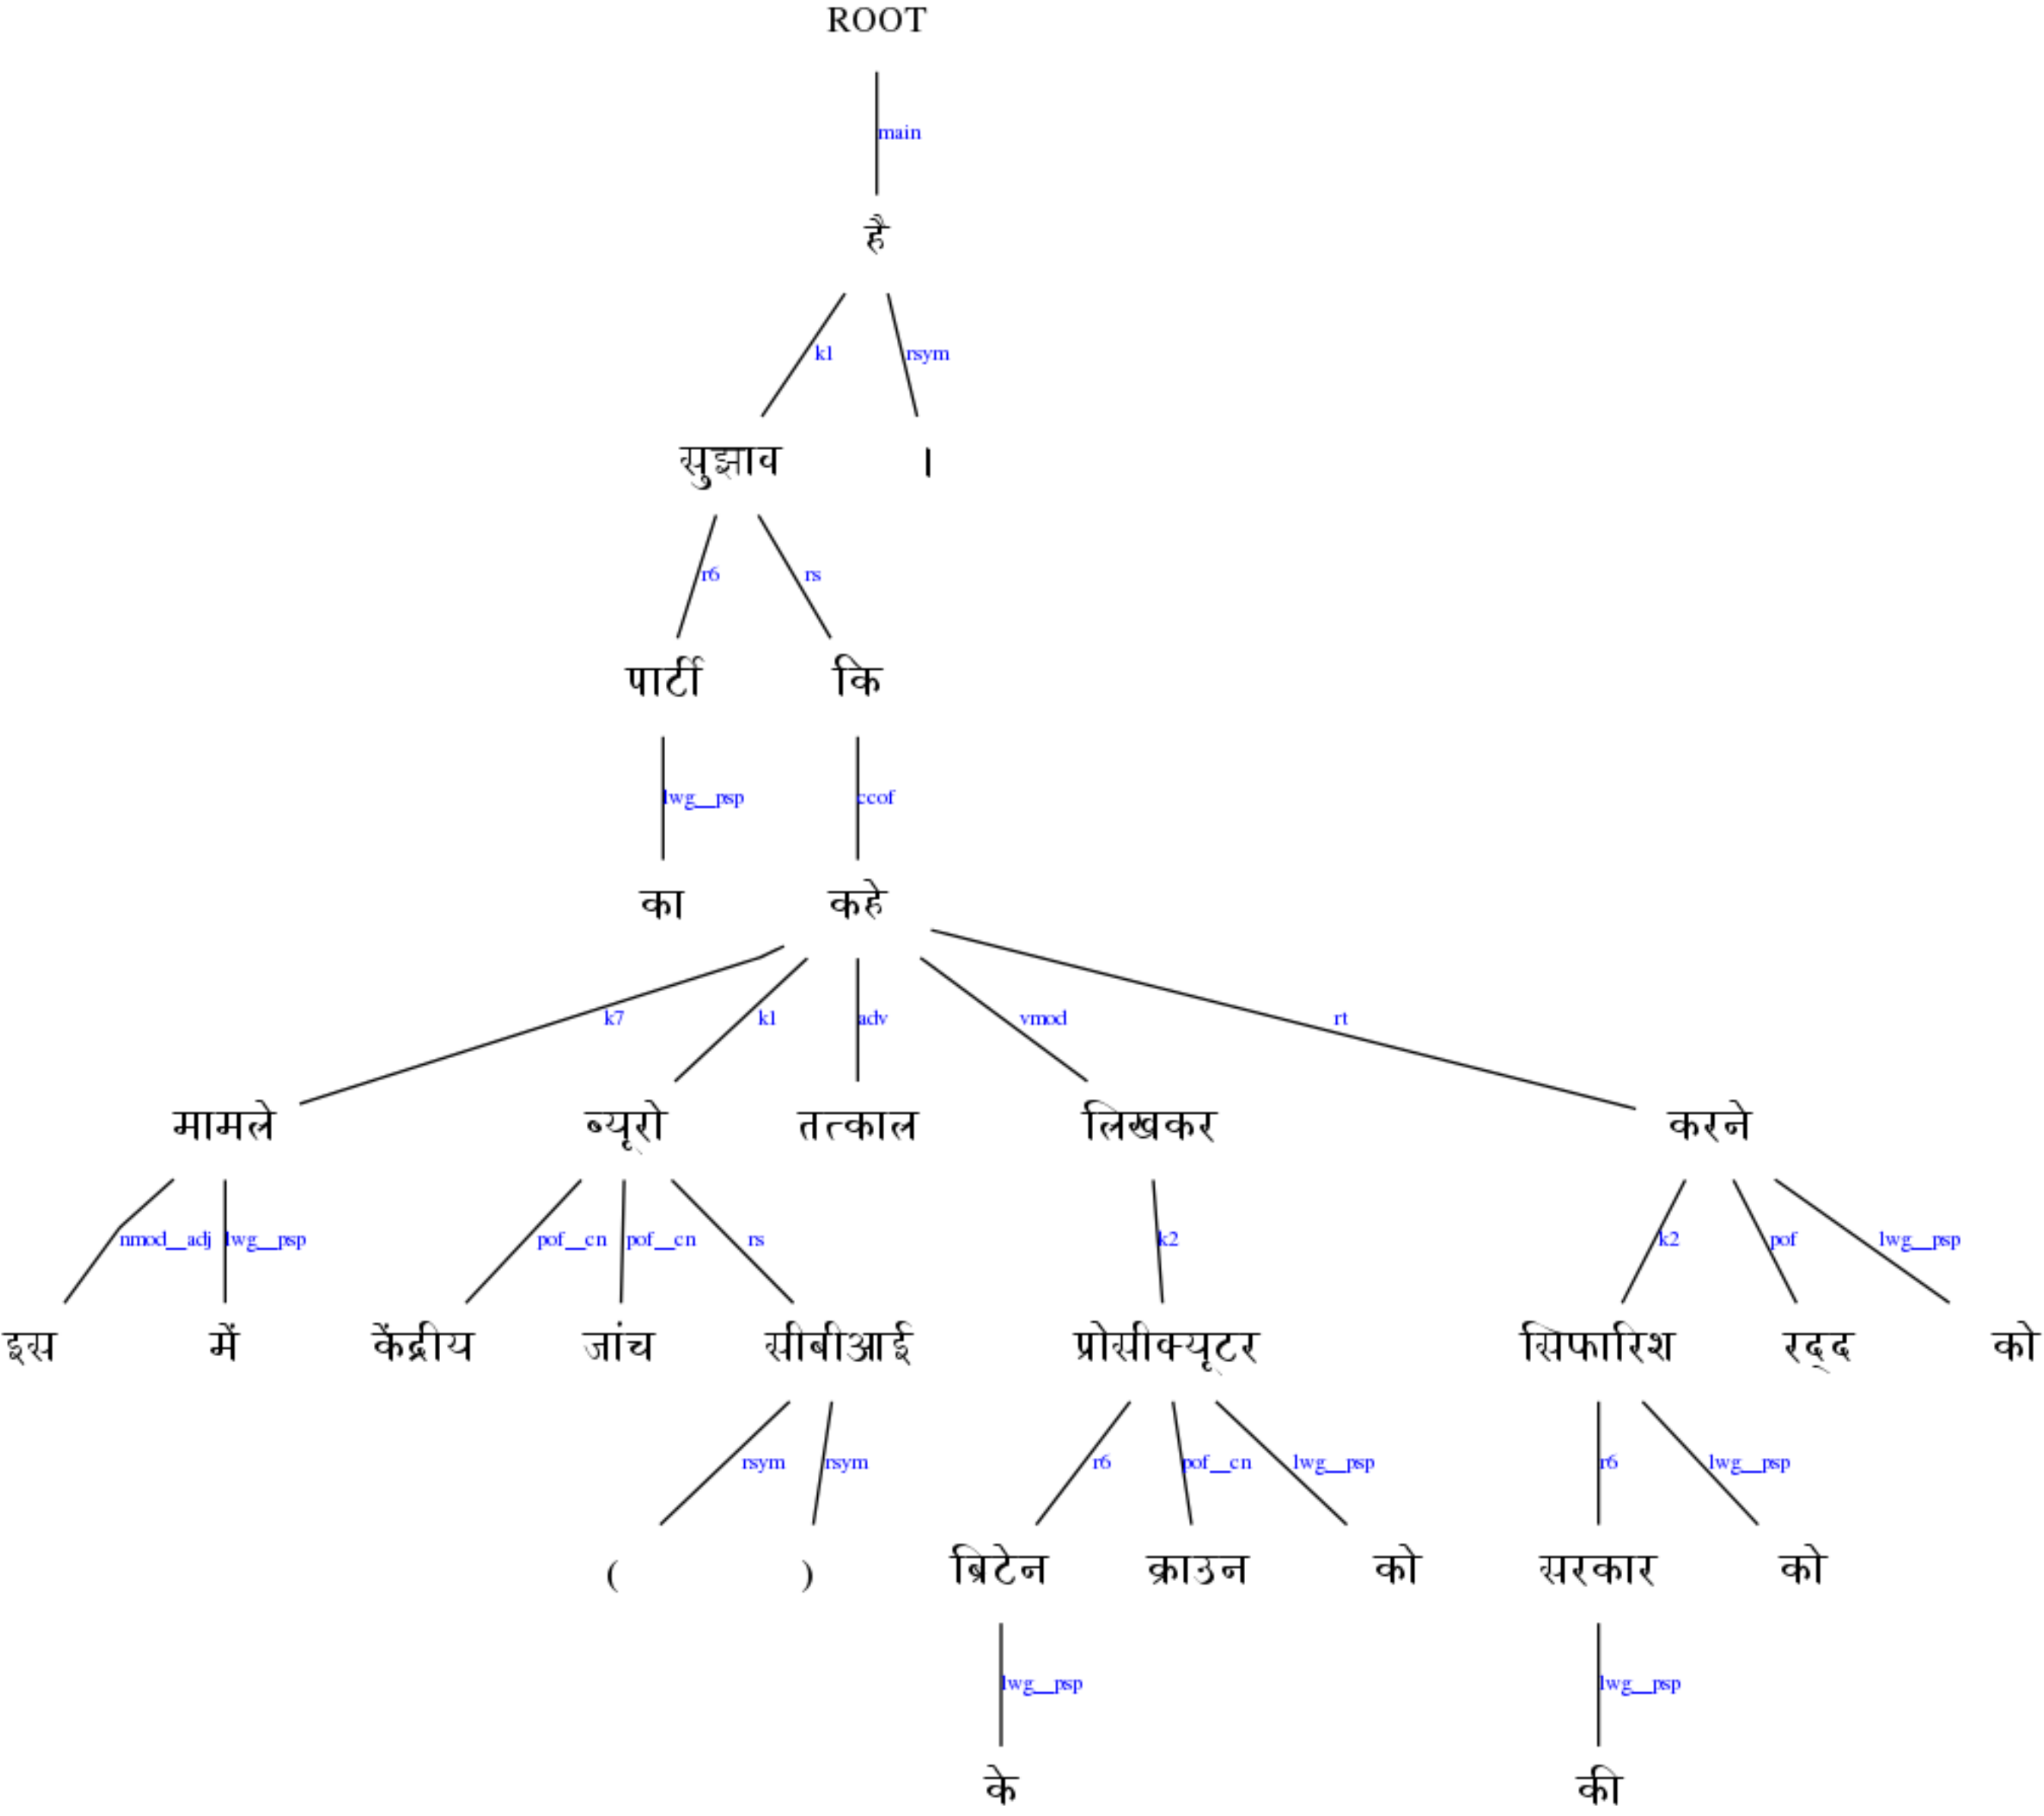 ROOT
main
है
k1 rsym
सुझाव ।
r6 rs
पार्टी कि
lwg__psp ccof
का कहे
k7 k1 adv vmod rt
मामले ब्यूरो तत्काल लिखकर करने
nmod__adj lwg__psp pof__cn pof__cn rs k2 k2 pof lwg__psp
इस में केंद्रीय जांच सीबीआई प्रोसीक्यूटर सिफारिश रद्द को
rsym rsym r6 pof__cn lwg__psp r6 lwg__psp
( ) ब्रिटेन क्राउन को सरकार को
lwg__psp lwg__psp
के की